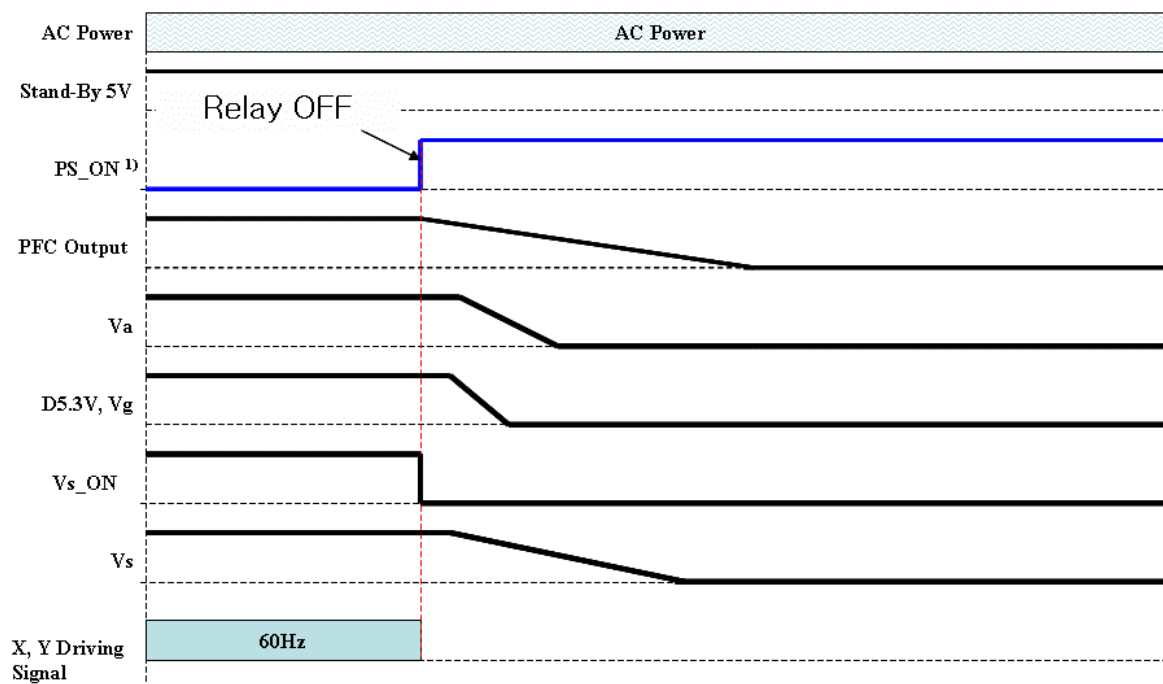 AC Power
AC Power
Stand-By 5V
Relay OFF
PS_ON 1)
PFC Output
Va
D5.3V, Vg
Vs_ON
Vs
60Hz
X, Y Driving
Signal